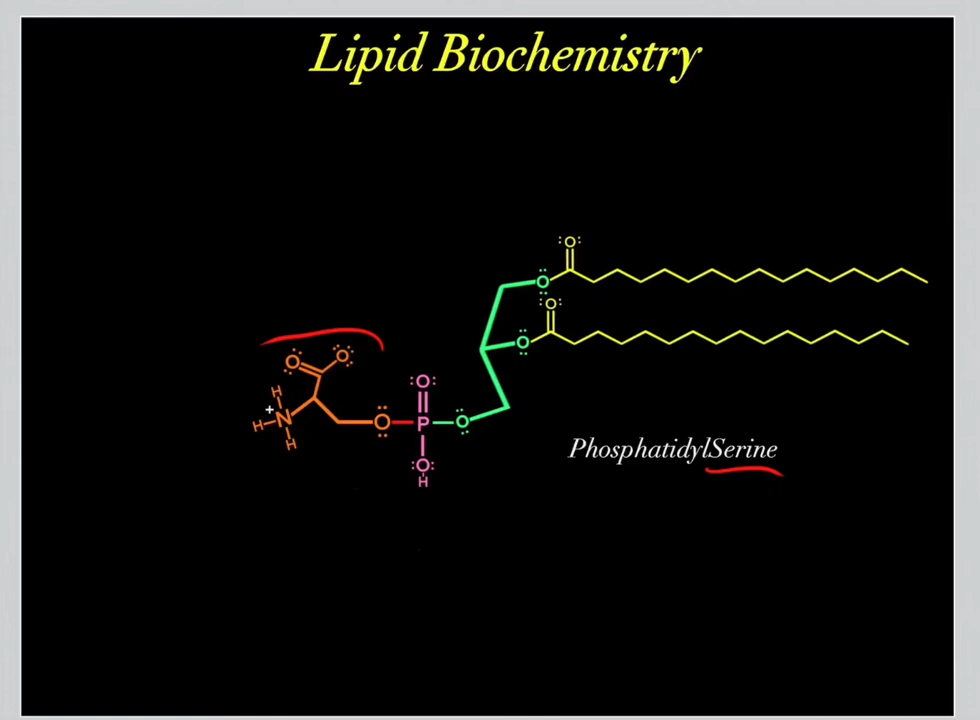 Lipid Biochemistry
O
O
O
O O
O
O
H
+
N
H
H
O P O
O
H
PhosphatidylSerine